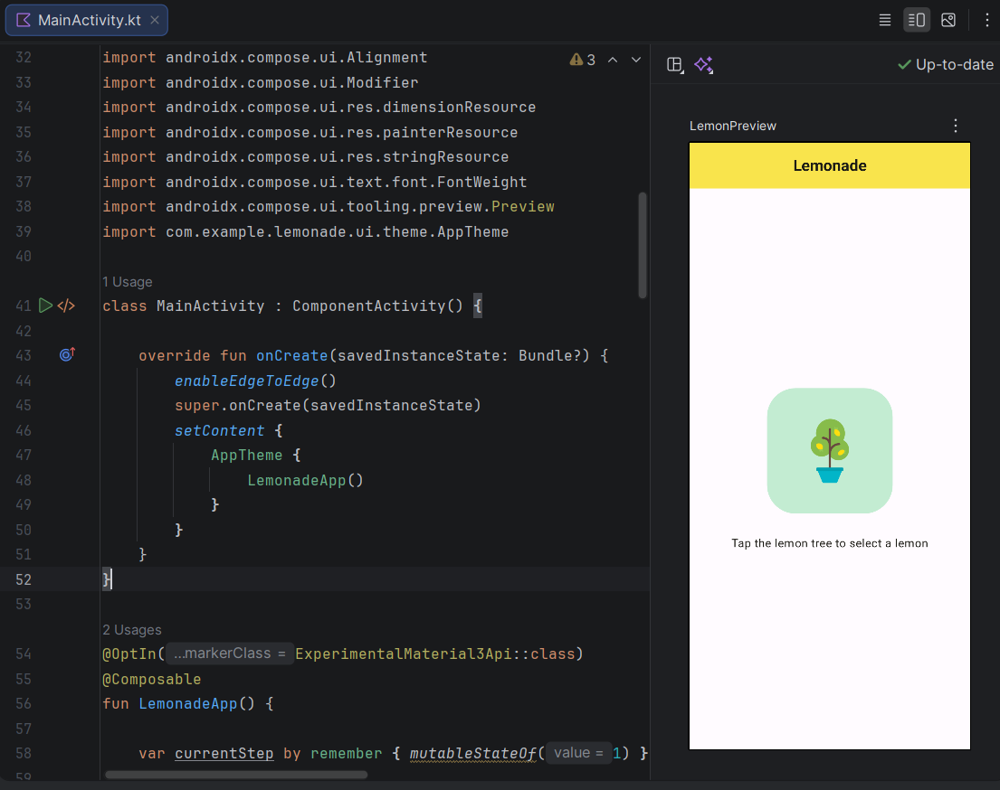 MainActivity.kt
32 import androidx.compose.ui.Alignment
3
33 import androidx.compose.ui.Modifier
34 import androidx.compose.ui.res.dimensionResource
35 import androidx.compose.ui.res.painterResource
36 import androidx.compose.ui.res.stringResource
37 import androidx.compose.ui.text.font.FontWeight
38 import androidx.compose.ui.tooling.preview.Preview
39 import com.example.lemonade.ui.theme.AppTheme
40
1 Usage
41 class MainActivity : ComponentActivity() {
42
43 override fun onCreate(savedInstanceState: Bundle?) {
44 enableEdgeToEdge()
45 super.onCreate(savedInstanceState)
46 setContent {
47 AppTheme {
48 LemonadeApp()
49 }
50 }
51 }
52 }
53
2 Usages
54 @OptIn(...markerClass = ExperimentalMaterial3Api::class)
55 @Composable
56 fun LemonadeApp() {
57
58 var currentStep by remember { mutableStateOf(value = 1) }
59
Up-to-date
LemonPreview
Lemonade
Tap the lemon tree to select a lemon